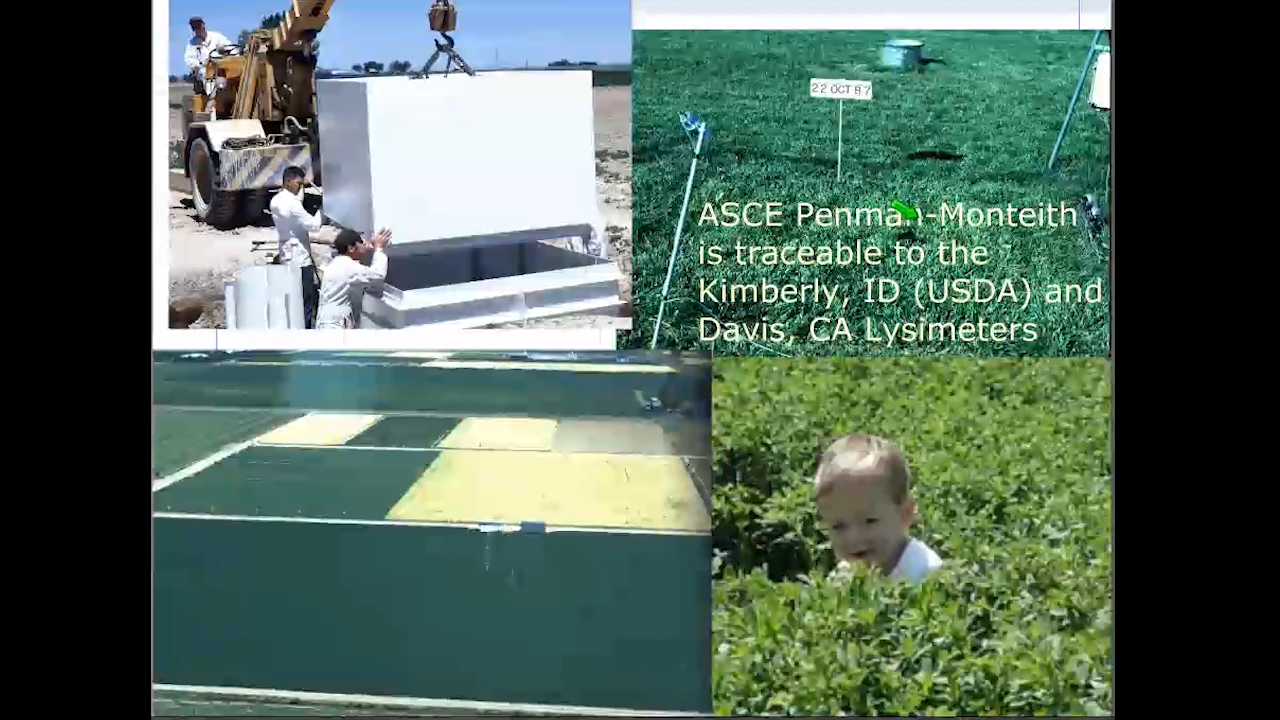 22 OCT 87
ASCE Penman-Monteith
is traceable to the
Kimberly, ID (USDA) and
Davis, CA Lysimeters